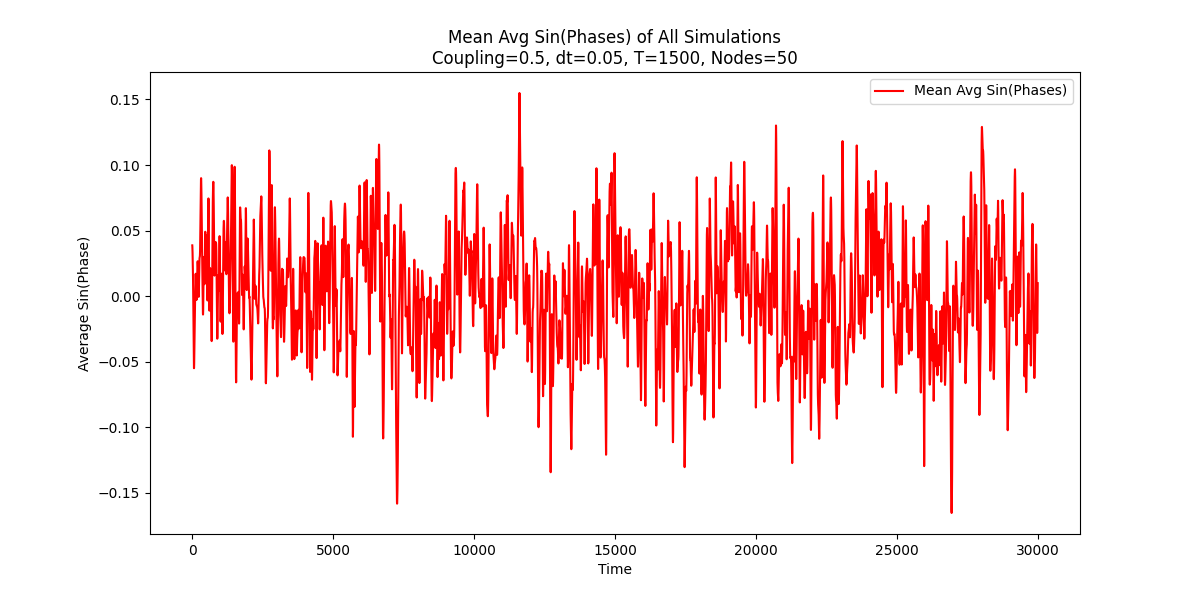 Mean Avg Sin(Phases) of All Simulations
Coupling=0.5, dt=0.05, T=1500, Nodes=50
Mean Avg Sin(Phases)
0.15
0.10
0.05
0.00
−0.05
−0.10
−0.15
Average Sin(Phase)
0
5000
10000
15000
20000
25000
30000
Time